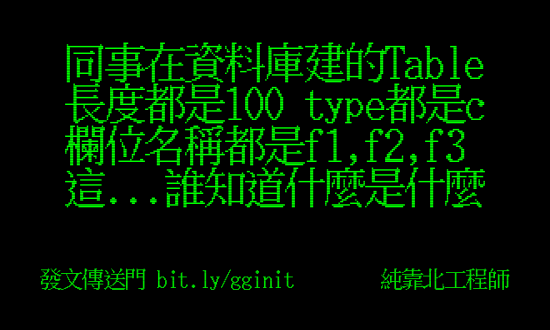 同事在資料庫建的Table
長度都是100 type都是c
欄位名稱都是f1,f2,f3
這...誰知道什麼是什麼
發文傳送門 bit.ly/gginit 純靠北工程師